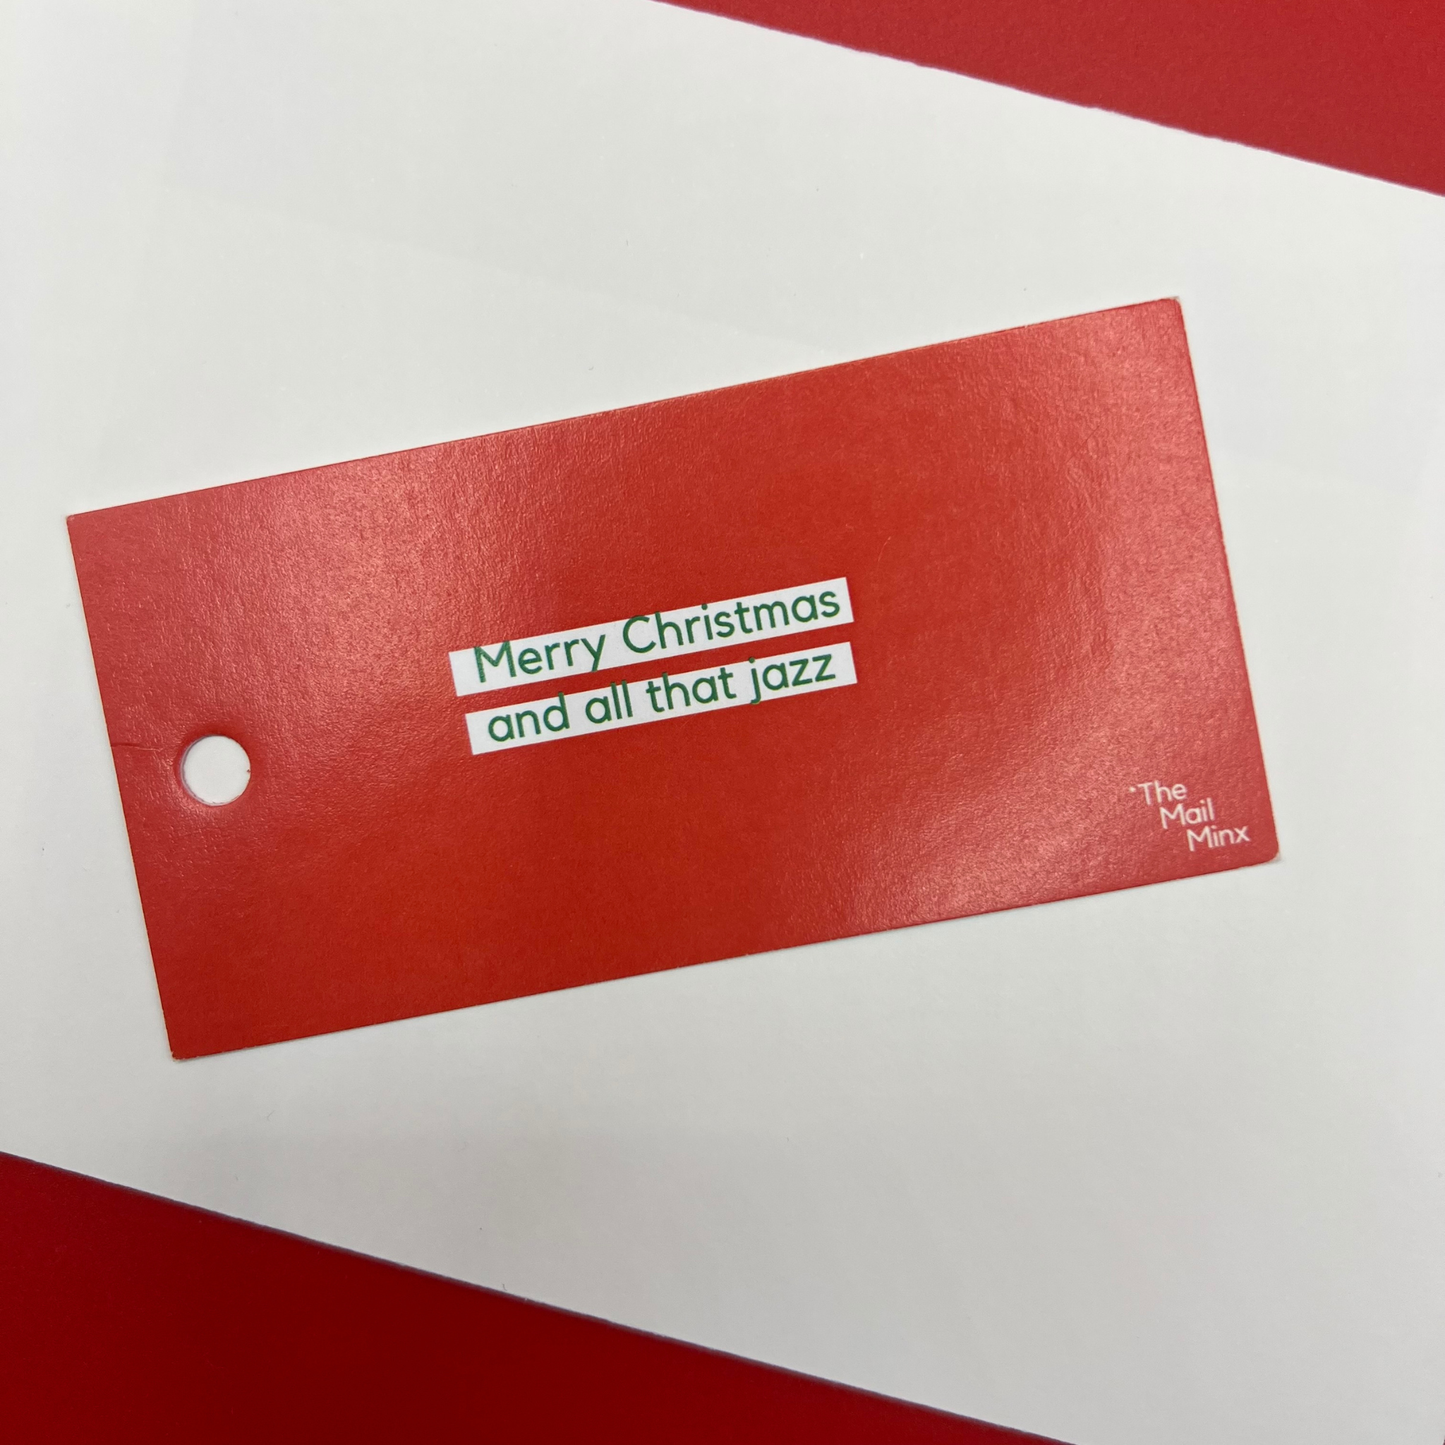 Merry Christmas
and all that jazz
The
Mail
Minx